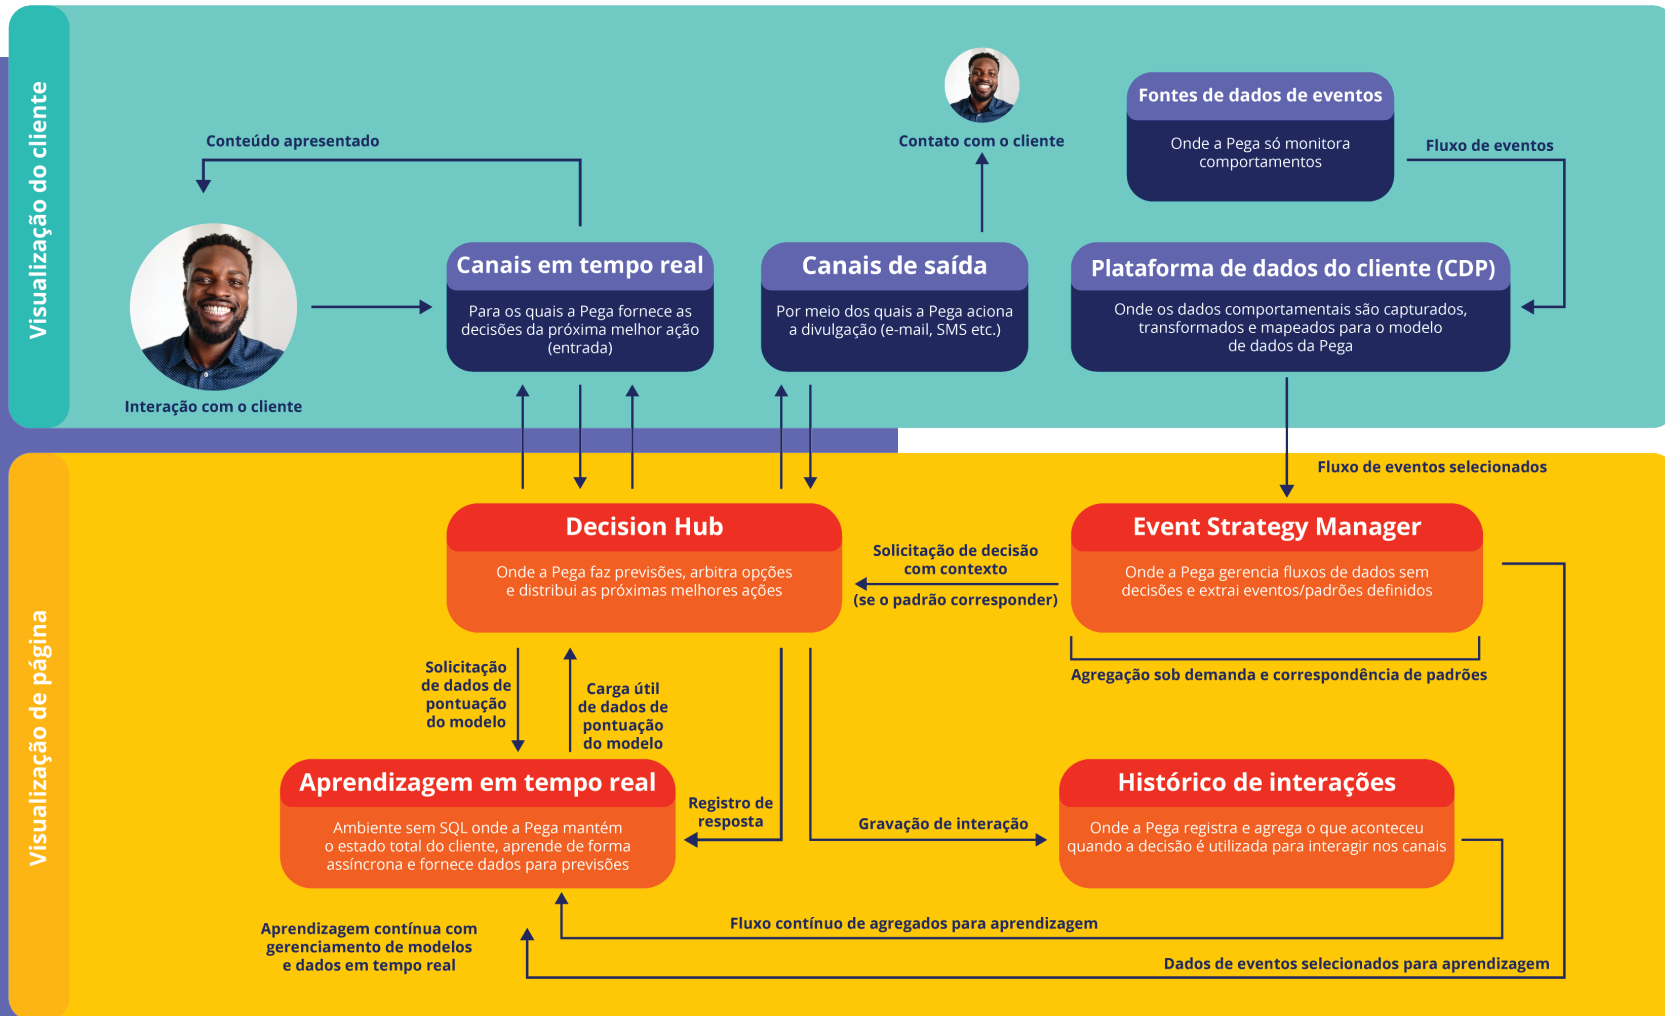 Visualização do cliente
Conteúdo apresentado
Interação com o cliente
Canais em tempo real
Para os quais a Pega fornece as
decisões da próxima melhor ação
(entrada)
Contato com o cliente
Canais de saída
Por meio dos quais a Pega aciona
a divulgação (e-mail, SMS etc.)
Fontes de dados de eventos
Onde a Pega só monitora
comportamentos
Fluxo de eventos
Plataforma de dados do cliente (CDP)
Onde os dados comportamentais são capturados,
transformados e mapeados para o modelo
de dados da Pega
Visualização de página
Fluxo de eventos selecionados
Decision Hub
Onde a Pega faz previsões, arbitra opções
e distribui as próximas melhores ações
Solicitação de decisão
com contexto
(se o padrão corresponder)
Event Strategy Manager
Onde a Pega gerencia fluxos de dados sem
decisões e extrai eventos/padrões definidos
Agregação sob demanda e correspondência de padrões
Solicitação
de dados de
pontuação
do modelo
Carga útil
de dados de
pontuação
do modelo
Aprendizagem em tempo real
Ambiente sem SQL onde a Pega mantém
o estado total do cliente, aprende de forma
assíncrona e fornece dados para previsões
Registro de
resposta
Gravação de interação
Histórico de interações
Onde a Pega registra e agrega o que aconteceu
quando a decisão é utilizada para interagir nos canais
Fluxo contínuo de agregados para aprendizagem
Aprendizagem contínua com
gerenciamento de modelos
e dados em tempo real
Dados de eventos selecionados para aprendizagem